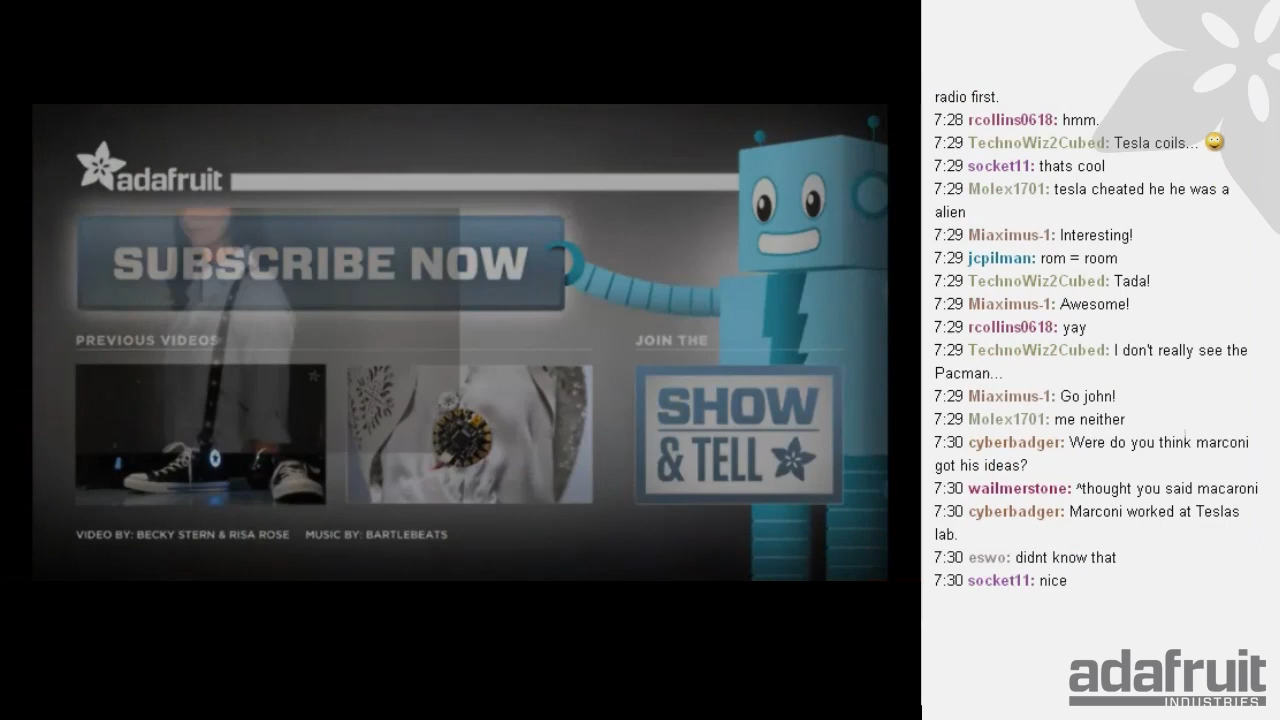 adafruit
SUBSCRIBE NOW
PREVIOUS VIDEOS
JOIN THE
SHOW
& TELL
VIDEO BY: BECKY STERN & RISA ROSE MUSIC BY: BARTLEBEATS
radio first.
7:28 rcollins0618: hmm.
7:29 TechnoWiz2Cubed: Tesla coils...
7:29 socket11: thats cool
7:29 Molex1701: tesla cheated he he was a
alien
7:29 Miaximus-1: Interesting!
7:29 jcpilman: rom = room
7:29 TechnoWiz2Cubed: Tada!
7:29 Miaximus-1: Awesome!
7:29 rcollins0618: yay
7:29 TechnoWiz2Cubed: I don't really see the
Pacman...
7:29 Miaximus-1: Go john!
7:29 Molex1701: me neither
7:30 cyberbadger: Were do you think marconi
got his ideas?
7:30 wailmerstone: ^thought you said macaroni
7:30 cyberbadger: Marconi worked at Teslas
lab.
7:30 eswo: didnt know that
7:30 socket11: nice
adafruit
INDUSTRIES